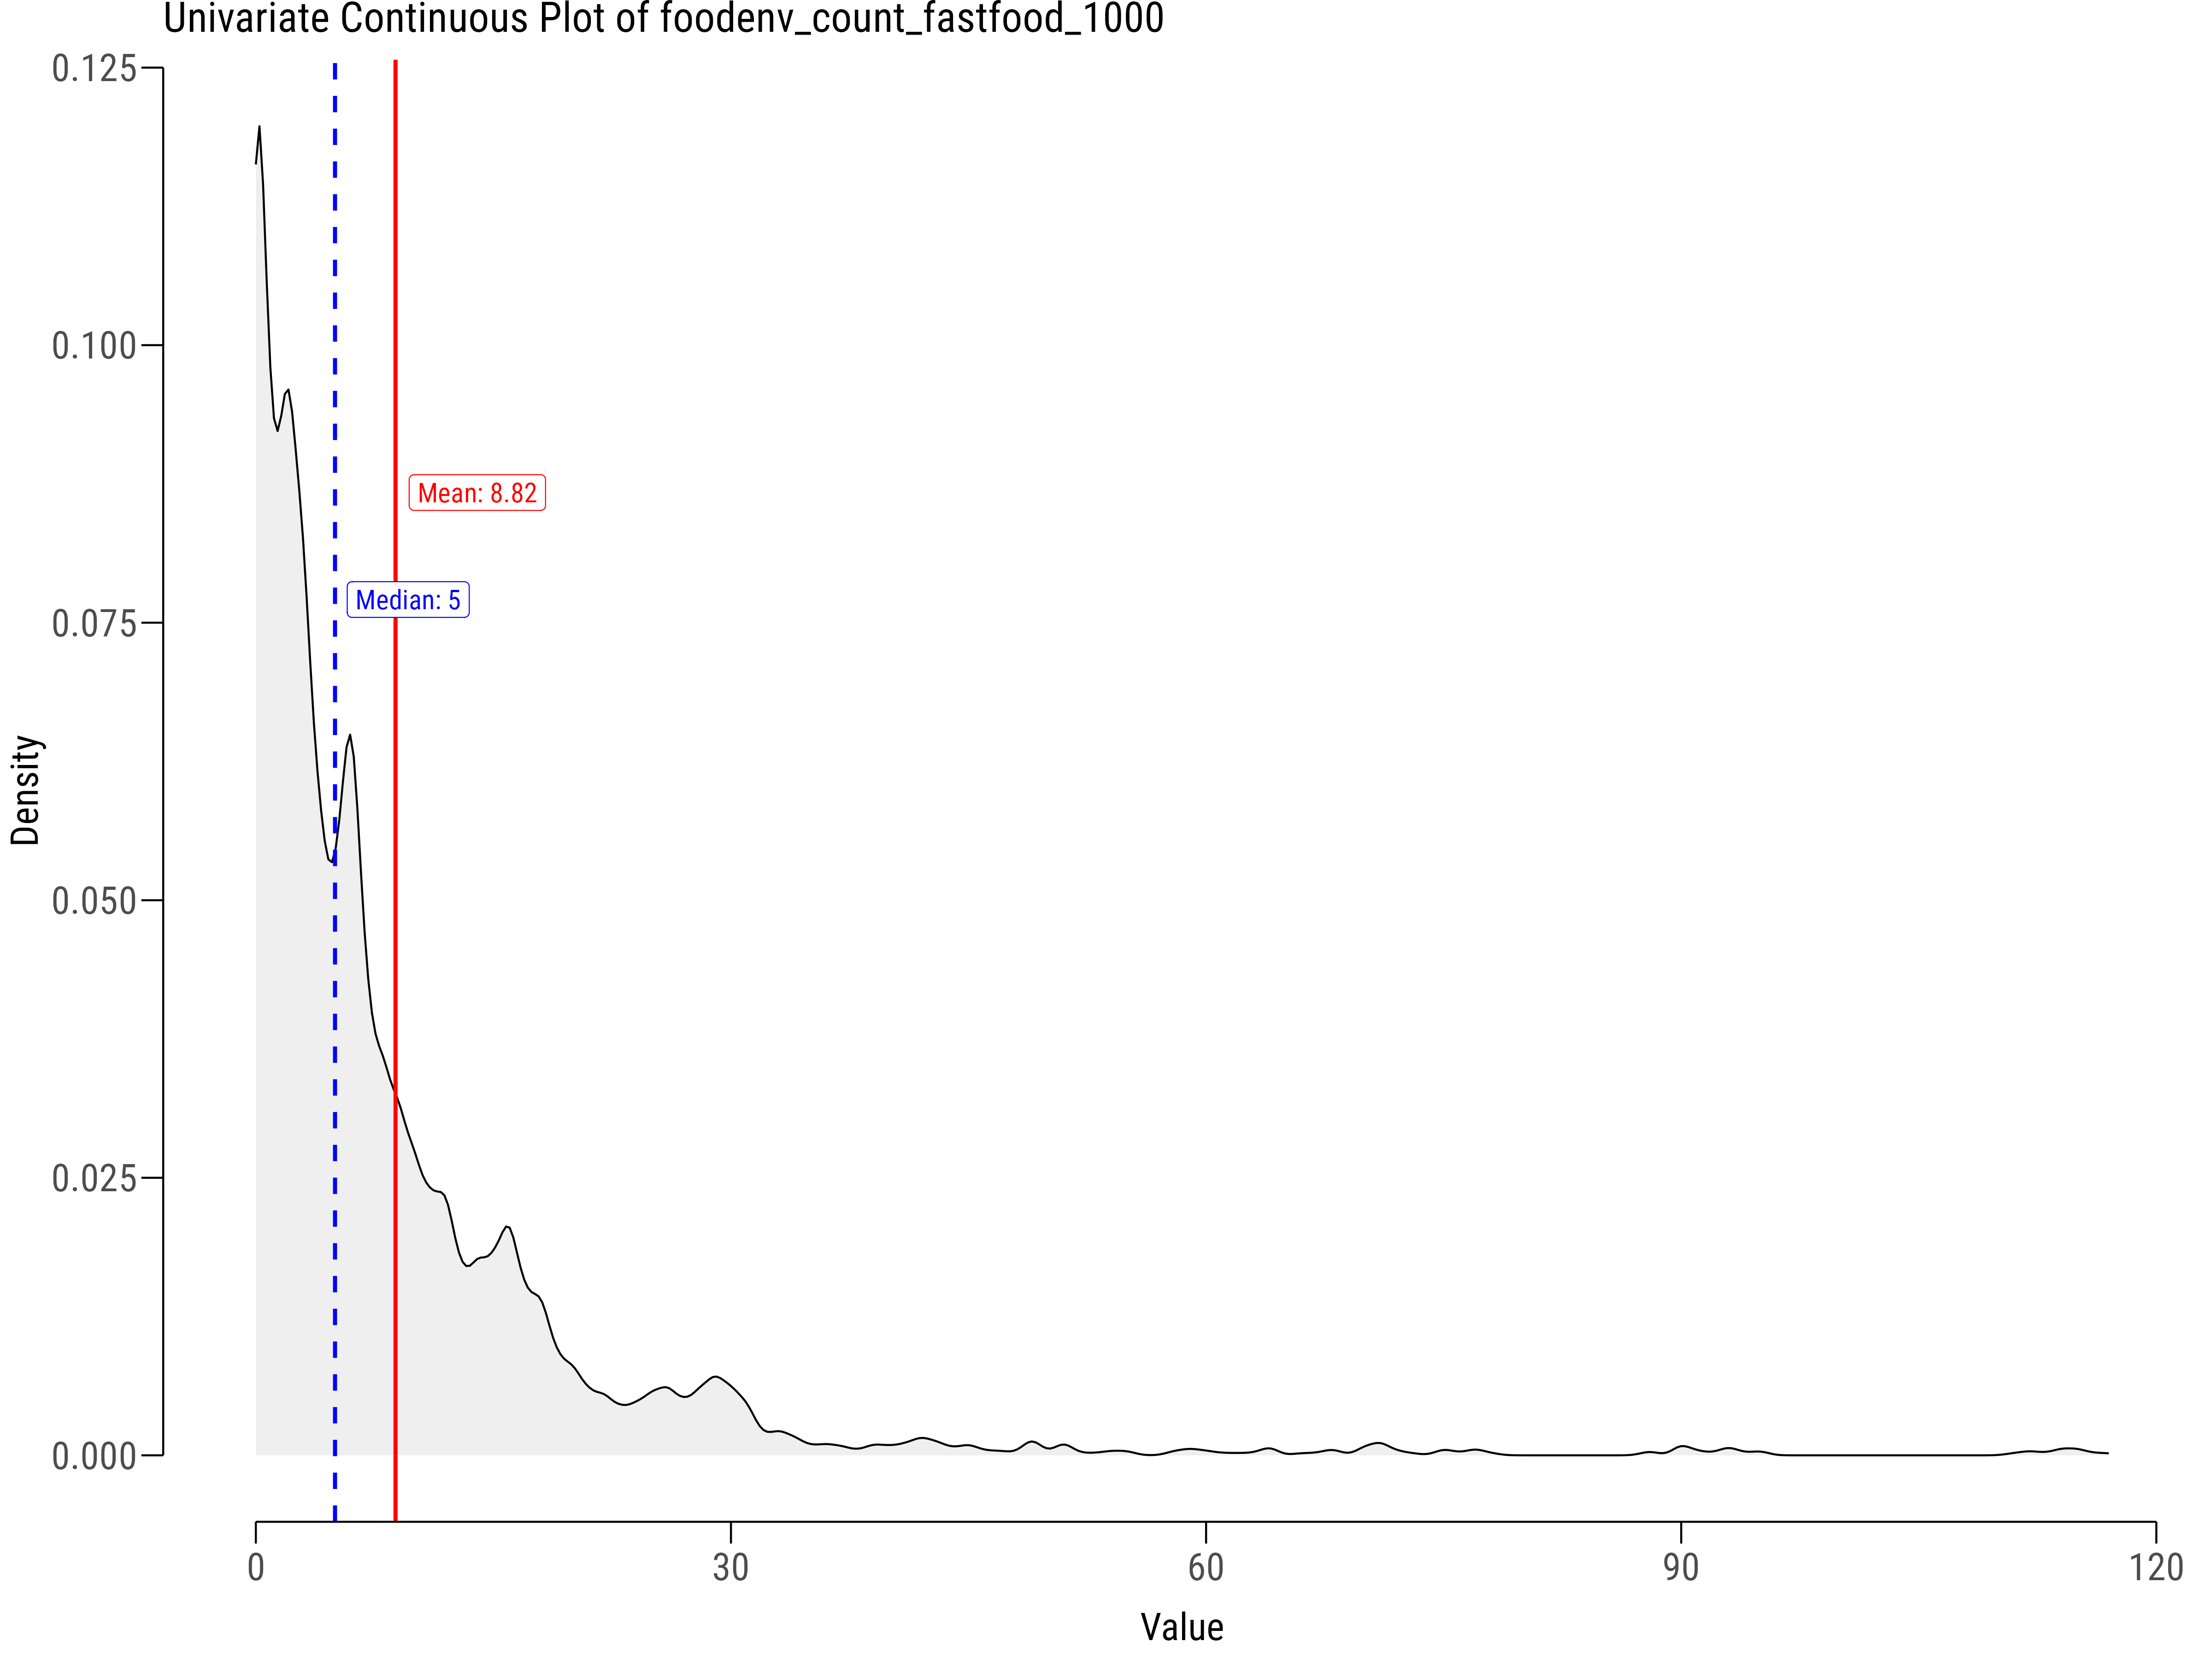 Univariate Continuous Plot of foodenv_count_fastfood_1000
0.125
0.100
0.075
0.050
0.025
0.000
Density
Mean: 8.82
Median: 5
0 30 60 90 120
Value